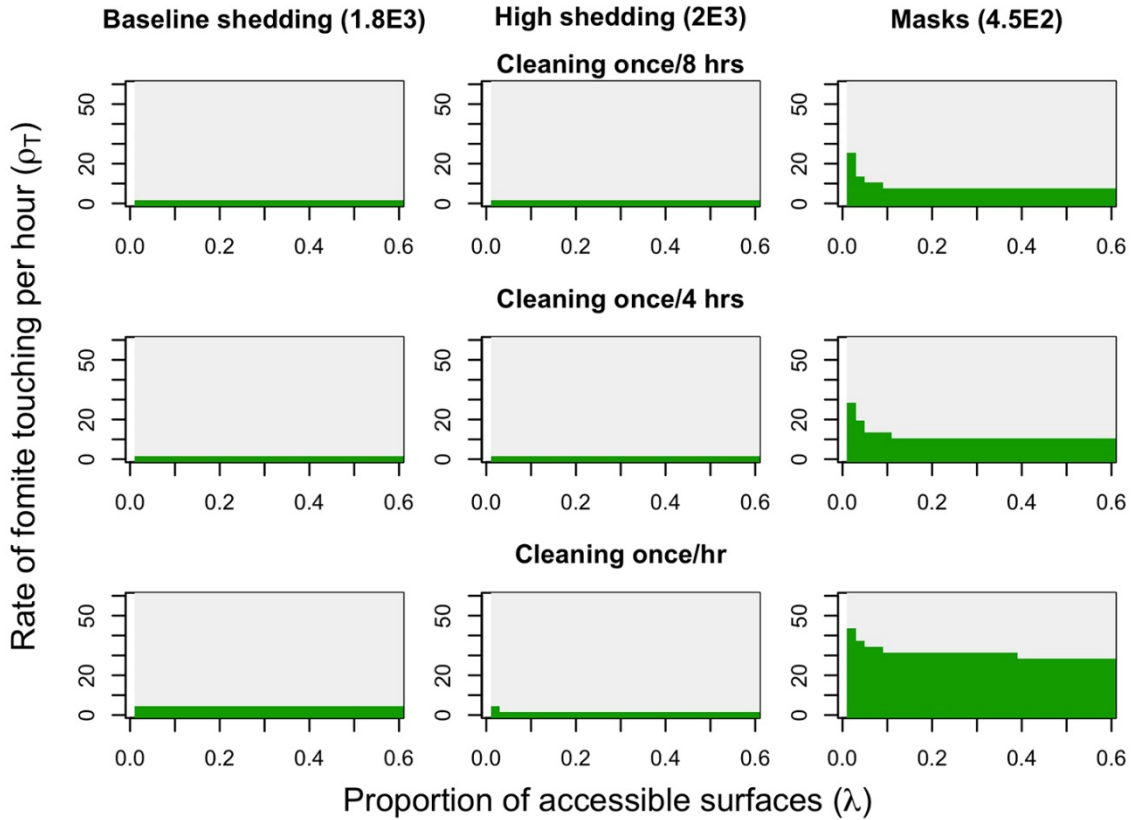 Baseline shedding (1.8E3) High shedding (2E3) Masks (4.5E2)
Cleaning once/8 hrs
50 50 50
20 20 20
0 0 0
0.0 0.2 0.4 0.6 0.0 0.2 0.4 0.6 0.0 0.2 0.4 0.6
Cleaning once/4 hrs
50 50 50
20 20 20
0 0 0
0.0 0.2 0.4 0.6 0.0 0.2 0.4 0.6 0.0 0.2 0.4 0.6
Cleaning once/hr
50 50 50
20 20 20
0 0 0
0.0 0.2 0.4 0.6 0.0 0.2 0.4 0.6 0.0 0.2 0.4 0.6
Rate of fomite touching per hour (ρT)
Proportion of accessible surfaces (λ)